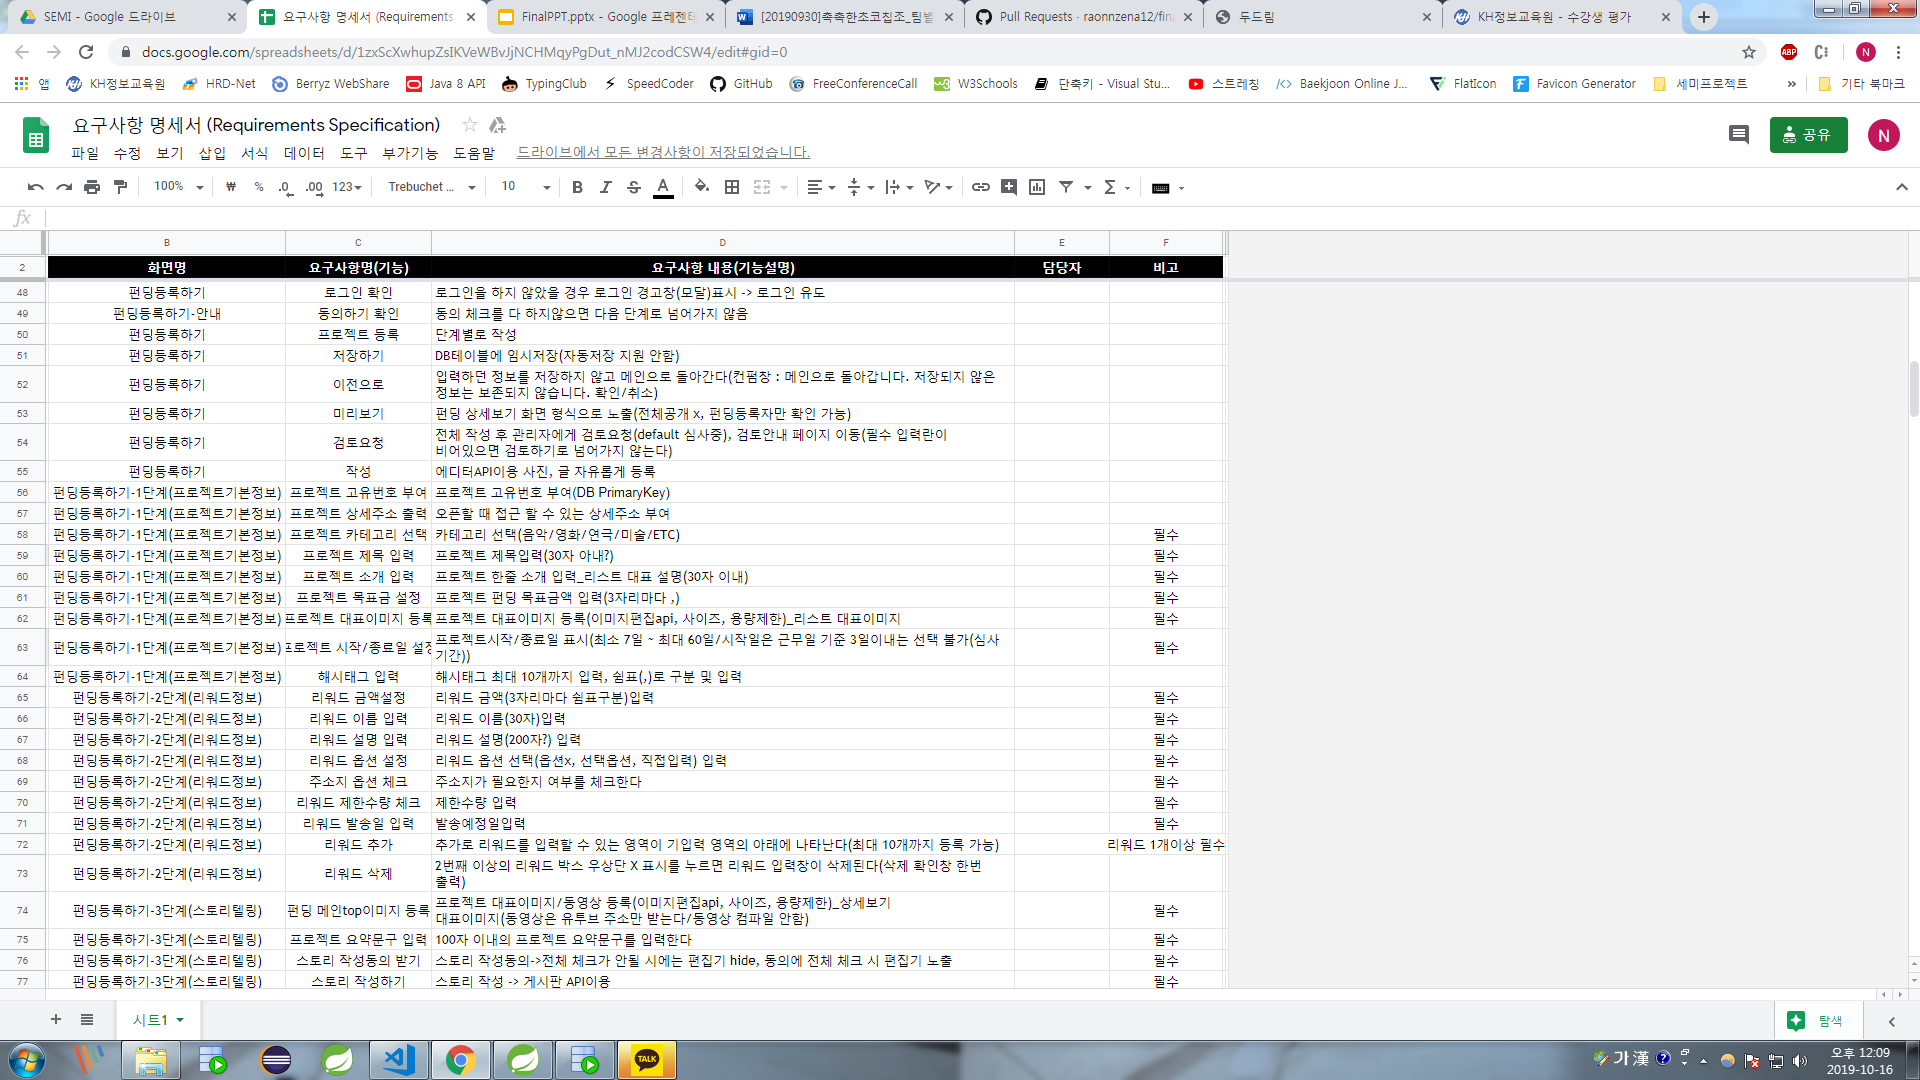 SEMI - Google 드라이브
요구사항 명세서 (Requirements
FinalPPT.pptx - Google 프레젠테
[20190930]촉촉한초코칩조_팀별
Pull Requests · raonnzena12/fin
두드림
KH정보교육원 - 수강생 평가
docs.google.com/spreadsheets/d/1zxScXwhupZsIKVeWBvJjNCHMqyPgDut_nMJ2codCSW4/edit#gid=0
앱 KH정보교육원 HRD-Net Berryz WebShare Java 8 API TypingClub SpeedCoder GitHub FreeConferenceCall W3Schools 단축키 - Visual Stu... 스트레칭 Baekjoon Online J... FlatIcon Favicon Generator 세미프로젝트 » 기타 북마크
요구사항 명세서 (Requirements Specification)
공유
N
파일 수정 보기 삽입 서식 데이터 도구 부가기능 도움말 드라이브에서 모든 변경사항이 저장되었습니다.
100% ₩ % .0 .00 123 Trebuchet ... 10 B I S A
fx
B C D E F
2 화면명 요구사항명(기능) 요구사항 내용(기능설명) 담당자 비고
48 펀딩등록하기 로그인 확인 로그인을 하지 않았을 경우 로그인 경고창(모달)표시 -> 로그인 유도
49 펀딩등록하기-안내 동의하기 확인 동의 체크를 다 하지않으면 다음 단계로 넘어가지 않음
50 펀딩등록하기 프로젝트 등록 단계별로 작성
51 펀딩등록하기 저장하기 DB테이블에 임시저장(자동저장 지원 안함)
52 펀딩등록하기 이전으로 입력하던 정보를 저장하지 않고 메인으로 돌아간다(컨펌창 : 메인으로 돌아갑니다. 저장되지 않은
정보는 보존되지 않습니다. 확인/취소)
53 펀딩등록하기 미리보기 펀딩 상세보기 화면 형식으로 노출(전체공개 x, 펀딩등록자만 확인 가능)
54 펀딩등록하기 검토요청 전체 작성 후 관리자에게 검토요청(default 심사중), 검토안내 페이지 이동(필수 입력란이
비어있으면 검토하기로 넘어가지 않는다)
55 펀딩등록하기 작성 에디터API이용 사진, 글 자유롭게 등록
56 펀딩등록하기-1단계(프로젝트기본정보) 프로젝트 고유번호 부여 프로젝트 고유번호 부여(DB PrimaryKey)
57 펀딩등록하기-1단계(프로젝트기본정보) 프로젝트 상세주소 출력 오픈할 때 접근 할 수 있는 상세주소 부여
58 펀딩등록하기-1단계(프로젝트기본정보) 프로젝트 카테고리 선택 카테고리 선택(음악/영화/연극/미술/ETC) 필수
59 펀딩등록하기-1단계(프로젝트기본정보) 프로젝트 제목 입력 프로젝트 제목입력(30자 아내?) 필수
60 펀딩등록하기-1단계(프로젝트기본정보) 프로젝트 소개 입력 프로젝트 한줄 소개 입력_리스트 대표 설명(30자 이내) 필수
61 펀딩등록하기-1단계(프로젝트기본정보) 프로젝트 목표금 설정 프로젝트 펀딩 목표금액 입력(3자리마다 ,) 필수
62 펀딩등록하기-1단계(프로젝트기본정보) 프로젝트 대표이미지 등록 프로젝트 대표이미지 등록(이미지편집api, 사이즈, 용량제한)_리스트 대표이미지 필수
63 펀딩등록하기-1단계(프로젝트기본정보) 프로젝트 시작/종료일 설정 프로젝트시작/종료일 표시(최소 7일 ~ 최대 60일/시작일은 근무일 기준 3일이내는 선택 불가(심사
기간)) 필수
64 펀딩등록하기-1단계(프로젝트기본정보) 해시태그 입력 해시태그 최대 10개까지 입력, 쉼표(,)로 구분 및 입력
65 펀딩등록하기-2단계(리워드정보) 리워드 금액설정 리워드 금액(3자리마다 쉼표구분)입력 필수
66 펀딩등록하기-2단계(리워드정보) 리워드 이름 입력 리워드 이름(30자)입력 필수
67 펀딩등록하기-2단계(리워드정보) 리워드 설명 입력 리워드 설명(200자?) 입력 필수
68 펀딩등록하기-2단계(리워드정보) 리워드 옵션 설정 리워드 옵션 선택(옵션x, 선택옵션, 직접입력) 입력 필수
69 펀딩등록하기-2단계(리워드정보) 주소지 옵션 체크 주소지가 필요한지 여부를 체크한다 필수
70 펀딩등록하기-2단계(리워드정보) 리워드 제한수량 체크 제한수량 입력 필수
71 펀딩등록하기-2단계(리워드정보) 리워드 발송일 입력 발송예정일입력 필수
72 펀딩등록하기-2단계(리워드정보) 리워드 추가 추가로 리워드를 입력할 수 있는 영역이 기입력 영역의 아래에 나타난다(최대 10개까지 등록 가능) 리워드 1개이상 필수
73 펀딩등록하기-2단계(리워드정보) 리워드 삭제 2번째 이상의 리워드 박스 우상단 X 표시를 누르면 리워드 입력창이 삭제된다(삭제 확인창 한번
출력)
74 펀딩등록하기-3단계(스토리텔링) 펀딩 메인top이미지 등록 프로젝트 대표이미지/동영상 등록(이미지편집api, 사이즈, 용량제한)_상세보기
대표이미지(동영상은 유투브 주소만 받는다/동영상 컴파일 안함) 필수
75 펀딩등록하기-3단계(스토리텔링) 프로젝트 요약문구 입력 100자 이내의 프로젝트 요약문구를 입력한다 필수
76 펀딩등록하기-3단계(스토리텔링) 스토리 작성동의 받기 스토리 작성동의->전체 체크가 안될 시에는 편집기 hide, 동의에 전체 체크 시 편집기 노출 필수
77 펀딩등록하기-3단계(스토리텔링) 스토리 작성하기 스토리 작성 -> 게시판 API이용 필수
시트1
탐색
TALK
가 漢
오후 12:09
2019-10-16